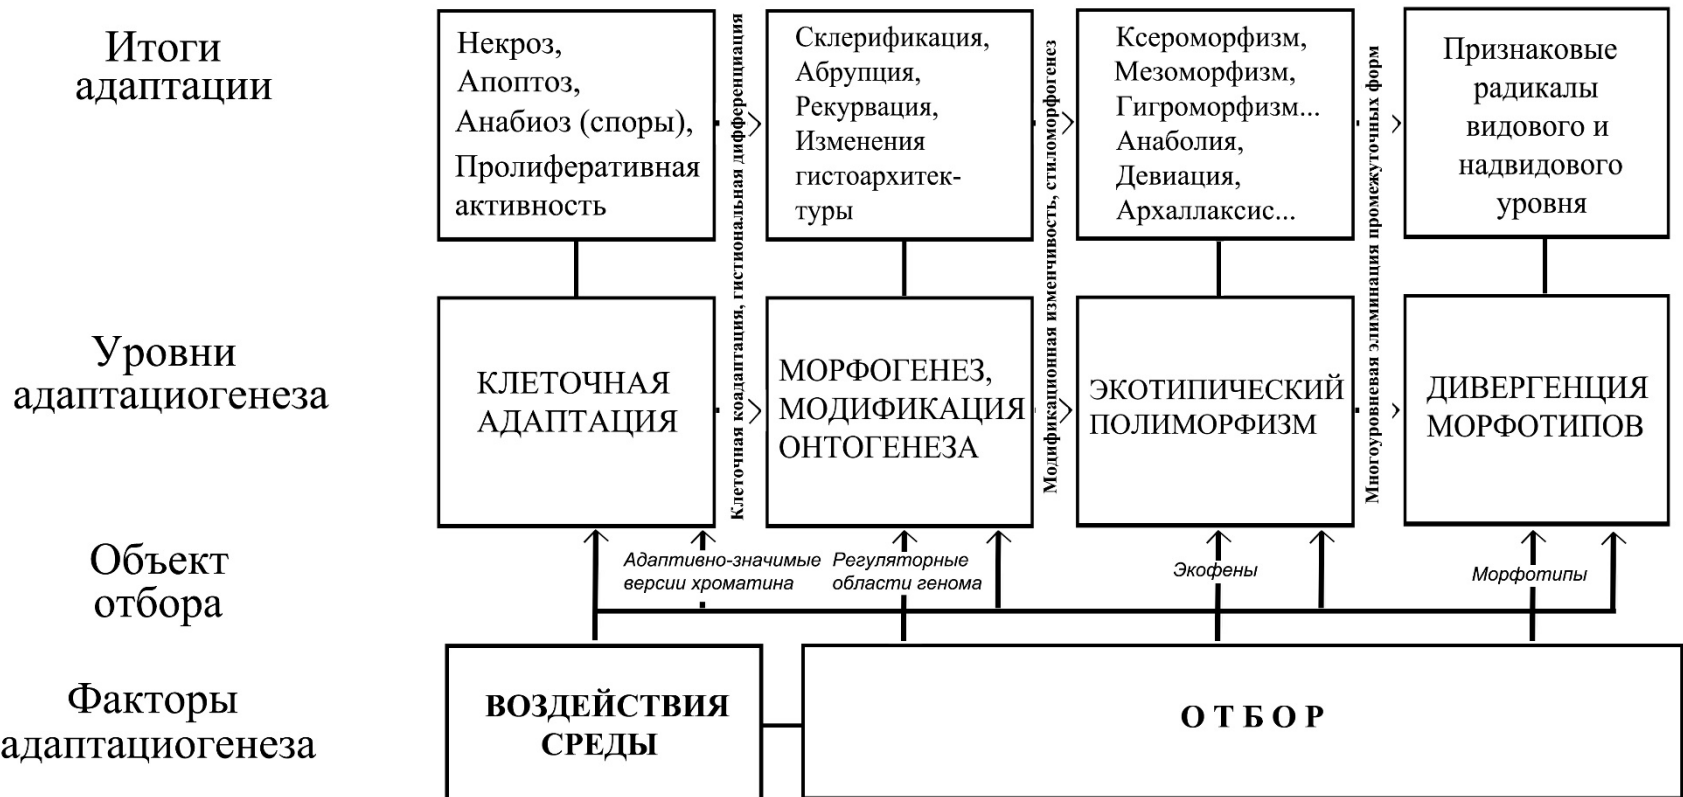 Итоги
адаптации
Некроз,
Апоптоз,
Анабиоз (споры),
Пролиферативная
активность
Клеточная коадаптация, гистиональная дифференциация
Склерификация,
Абрупция,
Рекурвация,
Изменения
гистоархитек-
туры
Модификационная изменчивость, стиломорфогенез
Ксероморфизм,
Мезоморфизм,
Гигроморфизм...
Анаболия,
Девиация,
Архаллаксис...
Многоуровневая элиминация промежуточных форм
Признаковые
радикалы
видового и
надвидового
уровня
Уровни
адаптациогенеза
КЛЕТОЧНАЯ
АДАПТАЦИЯ
МОРФОГЕНЕЗ,
МОДИФИКАЦИЯ
ОНТОГЕНЕЗА
ЭКОТИПИЧЕСКИЙ
ПОЛИМОРФИЗМ
ДИВЕРГЕНЦИЯ
МОРФОТИПОВ
Объект
отбора
Адаптивно-значимые
версии хроматина
Регуляторные
области генома
Экофены
Морфотипы
Факторы
адаптациогенеза
ВОЗДЕЙСТВИЯ
СРЕДЫ
О Т Б О Р